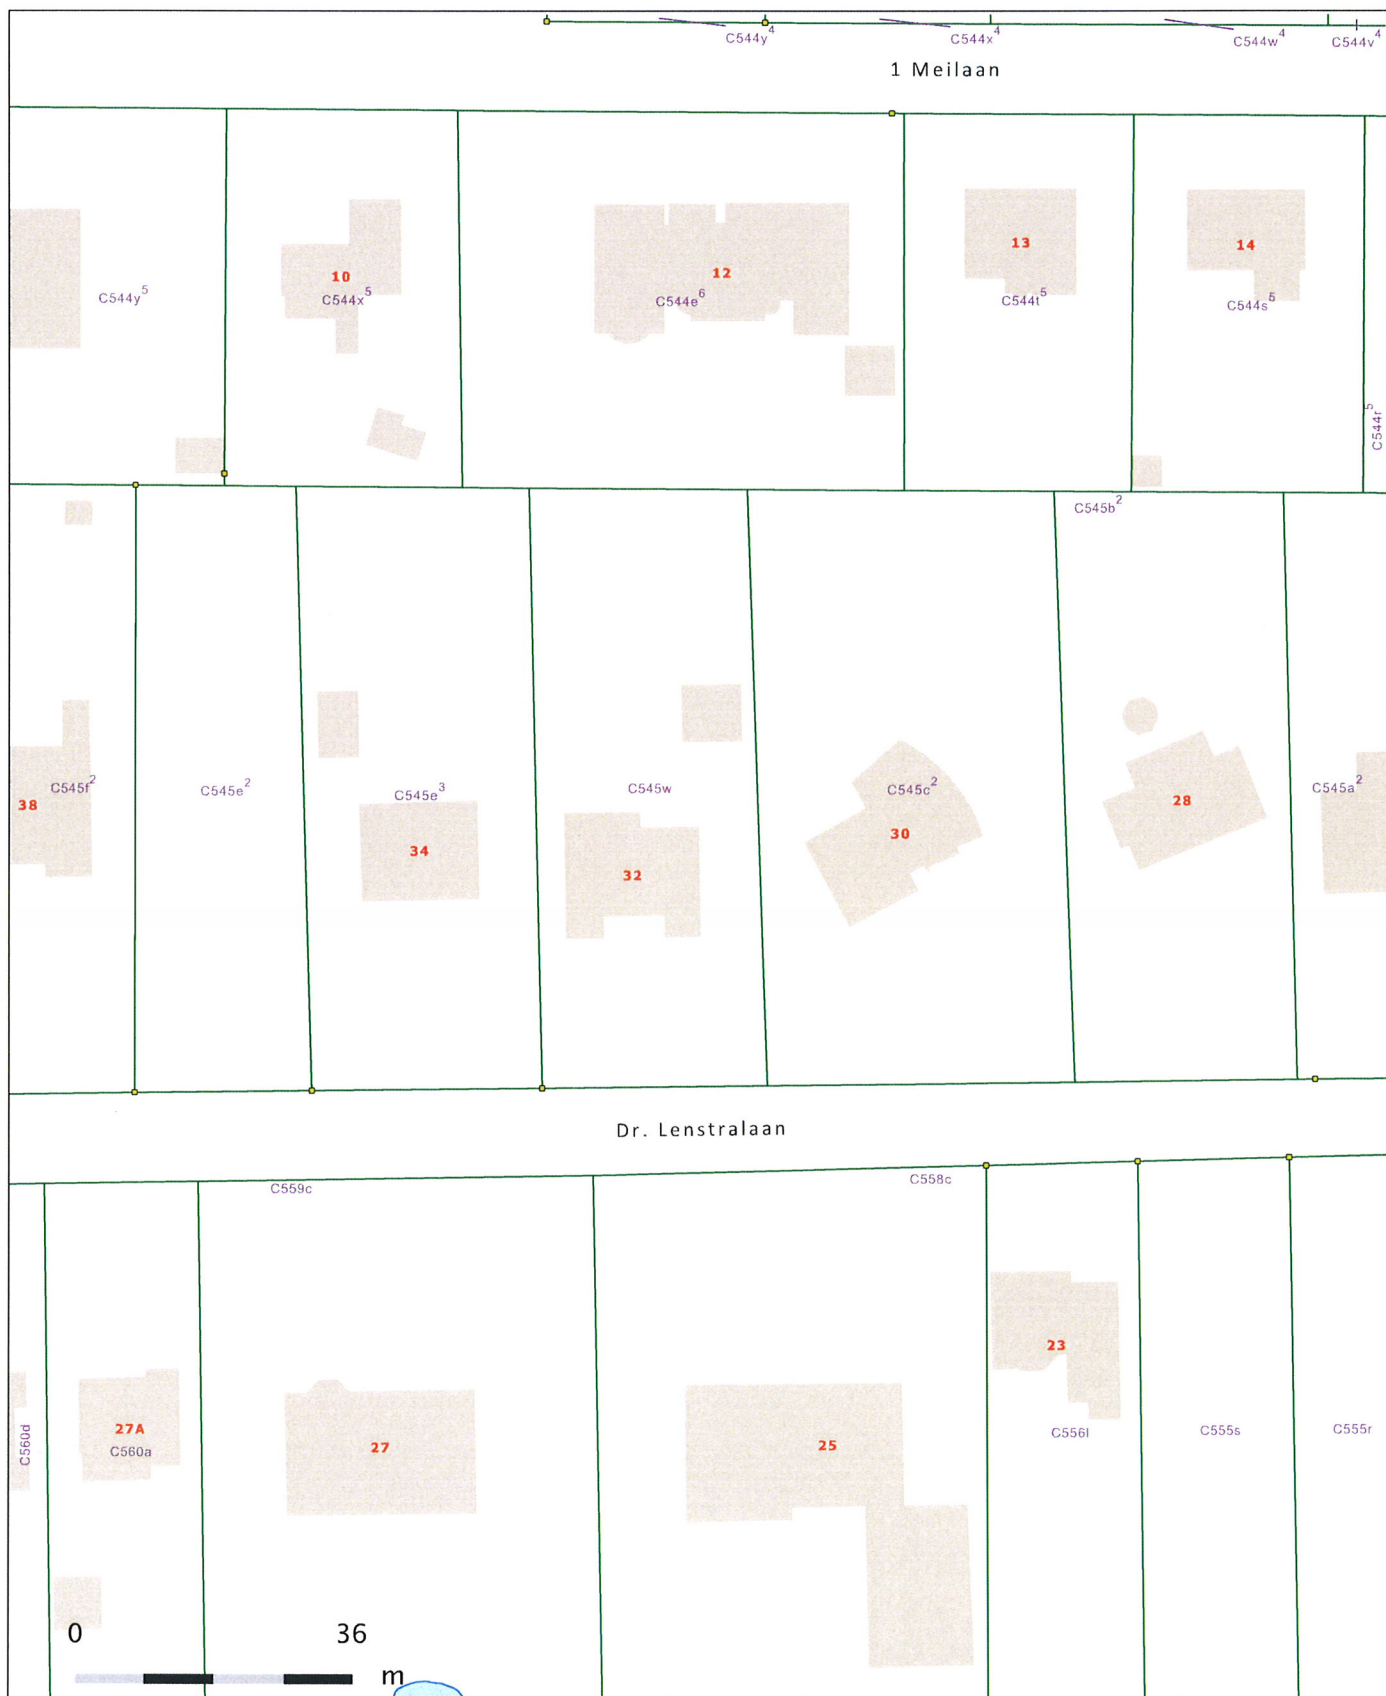 C544y⁴ C544x⁴ C544w⁴ C544v⁴
1 Meilaan
13 14
10 12
C544y⁵ C544x⁵ C544e⁶ C544t⁵ C544s⁵
C544r⁵
C545b²
C545f² C545e² C545e³ C545w C545c² C545a²
38 34 32 30 28
Dr. Lenstralaan
C559c C558c
23
27A 27 25
C560d C560a C556l C555s C555r
0 36
m